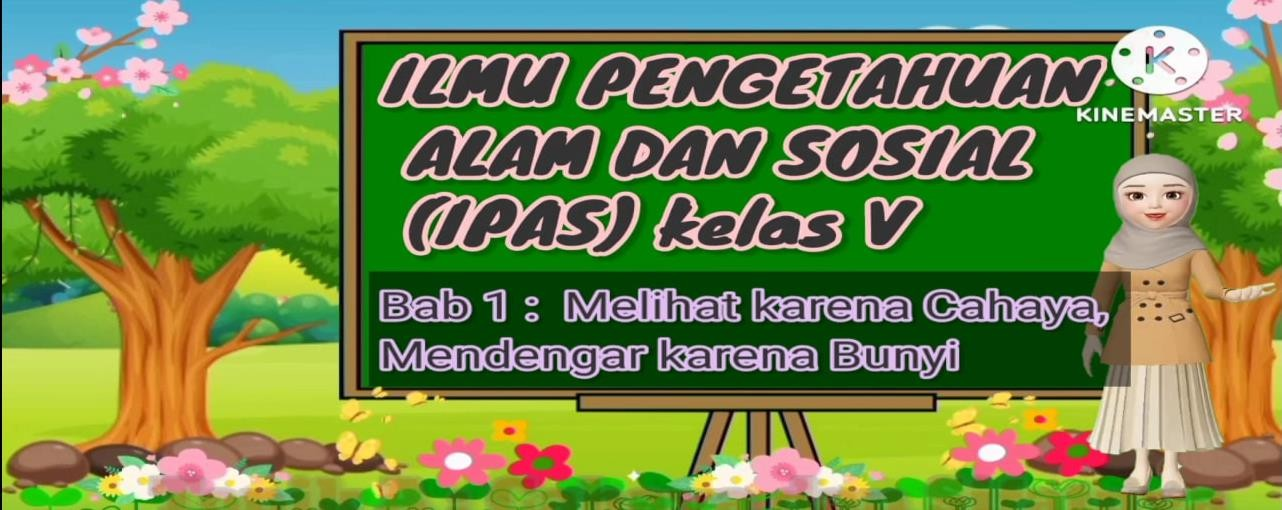 ILMU PENGETAHUAN
ALAM DAN SOSIAL
(IPAS) kelas V
Bab 1 : Melihat karena Cahaya,
Mendengar karena Bunyi
K
KINEMASTER